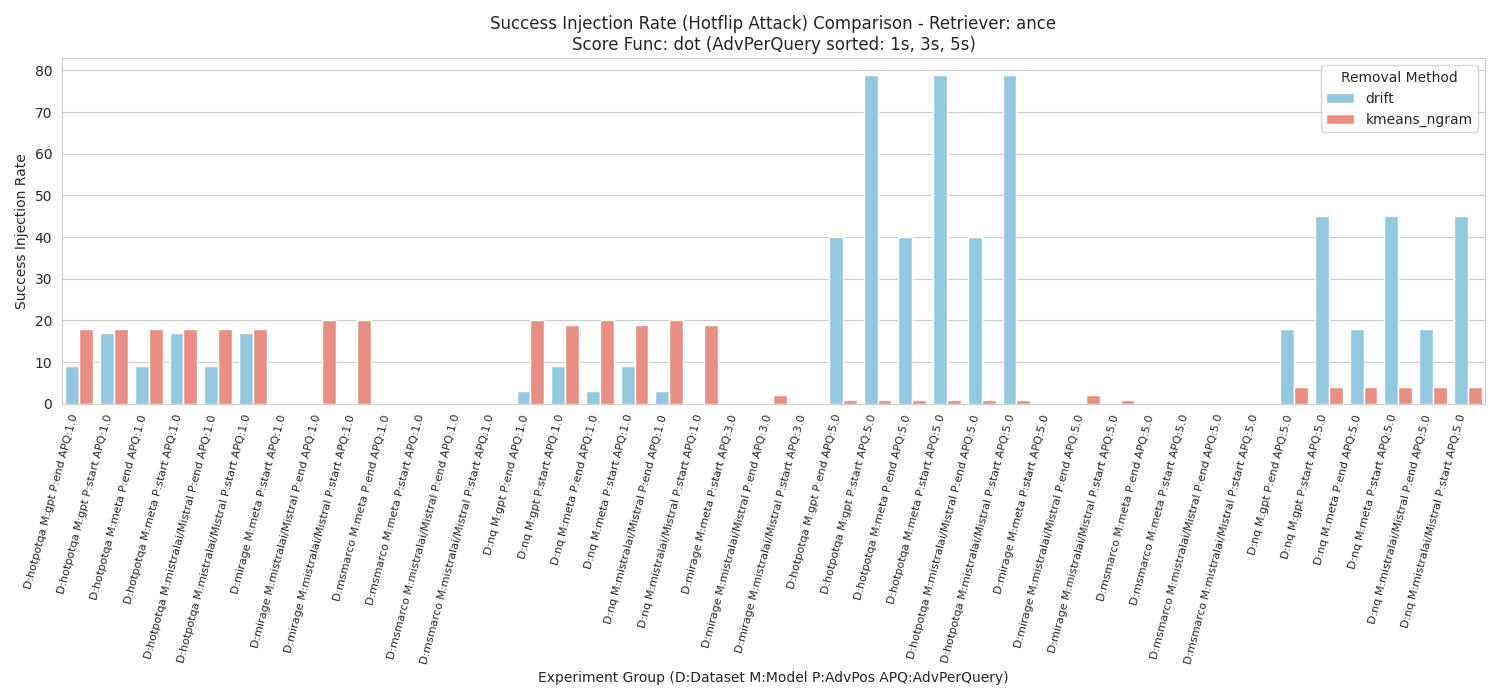 Success Injection Rate (Hotflip Attack) Comparison - Retriever: ance
Score Func: dot (AdvPerQuery sorted: 1s, 3s, 5s)
Removal Method
drift
kmeans_ngram
Success Injection Rate
80
70
60
50
40
30
20
10
0
D:hotpotqa M:gpt P:end APQ:1.0
D:hotpotqa M:gpt P:start APQ:1.0
D:hotpotqa M:meta P:end APQ:1.0
D:hotpotqa M:meta P:start APQ:1.0
D:hotpotqa M:mistralai/Mistral P:end APQ:1.0
D:hotpotqa M:mistralai/Mistral P:start APQ:1.0
D:mirage M:meta P:start APQ:1.0
D:mirage M:mistralai/Mistral P:end APQ:1.0
D:mirage M:mistralai/Mistral P:start APQ:1.0
D:msmarco M:meta P:end APQ:1.0
D:msmarco M:meta P:start APQ:1.0
D:msmarco M:mistralai/Mistral P:end APQ:1.0
D:msmarco M:mistralai/Mistral P:start APQ:1.0
D:nq M:gpt P:end APQ:1.0
D:nq M:gpt P:start APQ:1.0
D:nq M:meta P:end APQ:1.0
D:nq M:meta P:start APQ:1.0
D:nq M:mistralai/Mistral P:end APQ:1.0
D:nq M:mistralai/Mistral P:start APQ:1.0
D:mirage M:meta P:start APQ:3.0
D:mirage M:mistralai/Mistral P:end APQ:3.0
D:mirage M:mistralai/Mistral P:start APQ:3.0
D:hotpotqa M:gpt P:end APQ:5.0
D:hotpotqa M:gpt P:start APQ:5.0
D:hotpotqa M:meta P:end APQ:5.0
D:hotpotqa M:meta P:start APQ:5.0
D:hotpotqa M:mistralai/Mistral P:end APQ:5.0
D:hotpotqa M:mistralai/Mistral P:start APQ:5.0
D:mirage M:meta P:start APQ:5.0
D:mirage M:mistralai/Mistral P:end APQ:5.0
D:mirage M:mistralai/Mistral P:start APQ:5.0
D:msmarco M:meta P:end APQ:5.0
D:msmarco M:meta P:start APQ:5.0
D:msmarco M:mistralai/Mistral P:end APQ:5.0
D:msmarco M:mistralai/Mistral P:start APQ:5.0
D:nq M:gpt P:end APQ:5.0
D:nq M:gpt P:start APQ:5.0
D:nq M:meta P:end APQ:5.0
D:nq M:meta P:start APQ:5.0
D:nq M:mistralai/Mistral P:end APQ:5.0
D:nq M:mistralai/Mistral P:start APQ:5.0
Experiment Group (D:Dataset M:Model P:AdvPos APQ:AdvPerQuery)